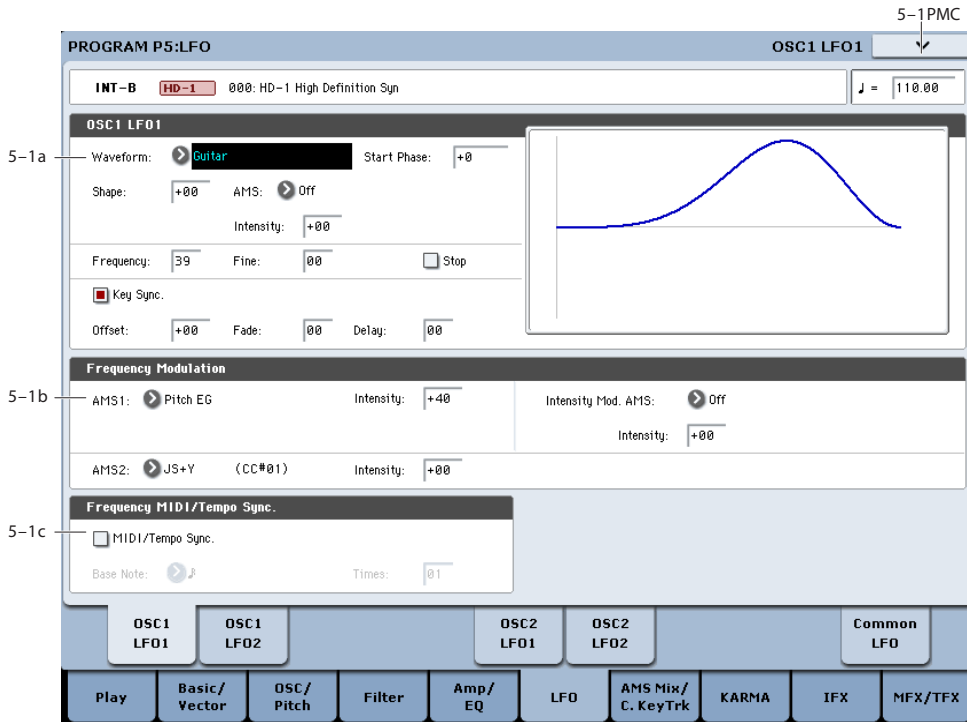 5–1PMC
PROGRAM P5:LFO
OSC1 LFO1
INT–B HD–1 000: HD–1 High Definition Syn
♩ = 110.00
OSC1 LFO1
5–1a
Waveform: Guitar Start Phase: +0
Shape: +00 AMS: Off
Intensity: +00
Frequency: 39 Fine: 00 Stop
Key Sync.
Offset: +00 Fade: 00 Delay: 00
Frequency Modulation
5–1b
AMS1: Pitch EG Intensity: +40 Intensity Mod. AMS: Off
Intensity: +00
AMS2: JS+Y (CC#01) Intensity: +00
Frequency MIDI/Tempo Sync.
5–1c
MIDI/Tempo Sync.
Base Note: ♪ Times: 01
OSC1 LFO1
OSC1 LFO2
OSC2 LFO1
OSC2 LFO2
Common LFO
Play
Basic/ Vector
OSC/ Pitch
Filter
Amp/ EQ
LFO
AMS Mix/ C. KeyTrk
KARMA
IFX
MFX/TFX